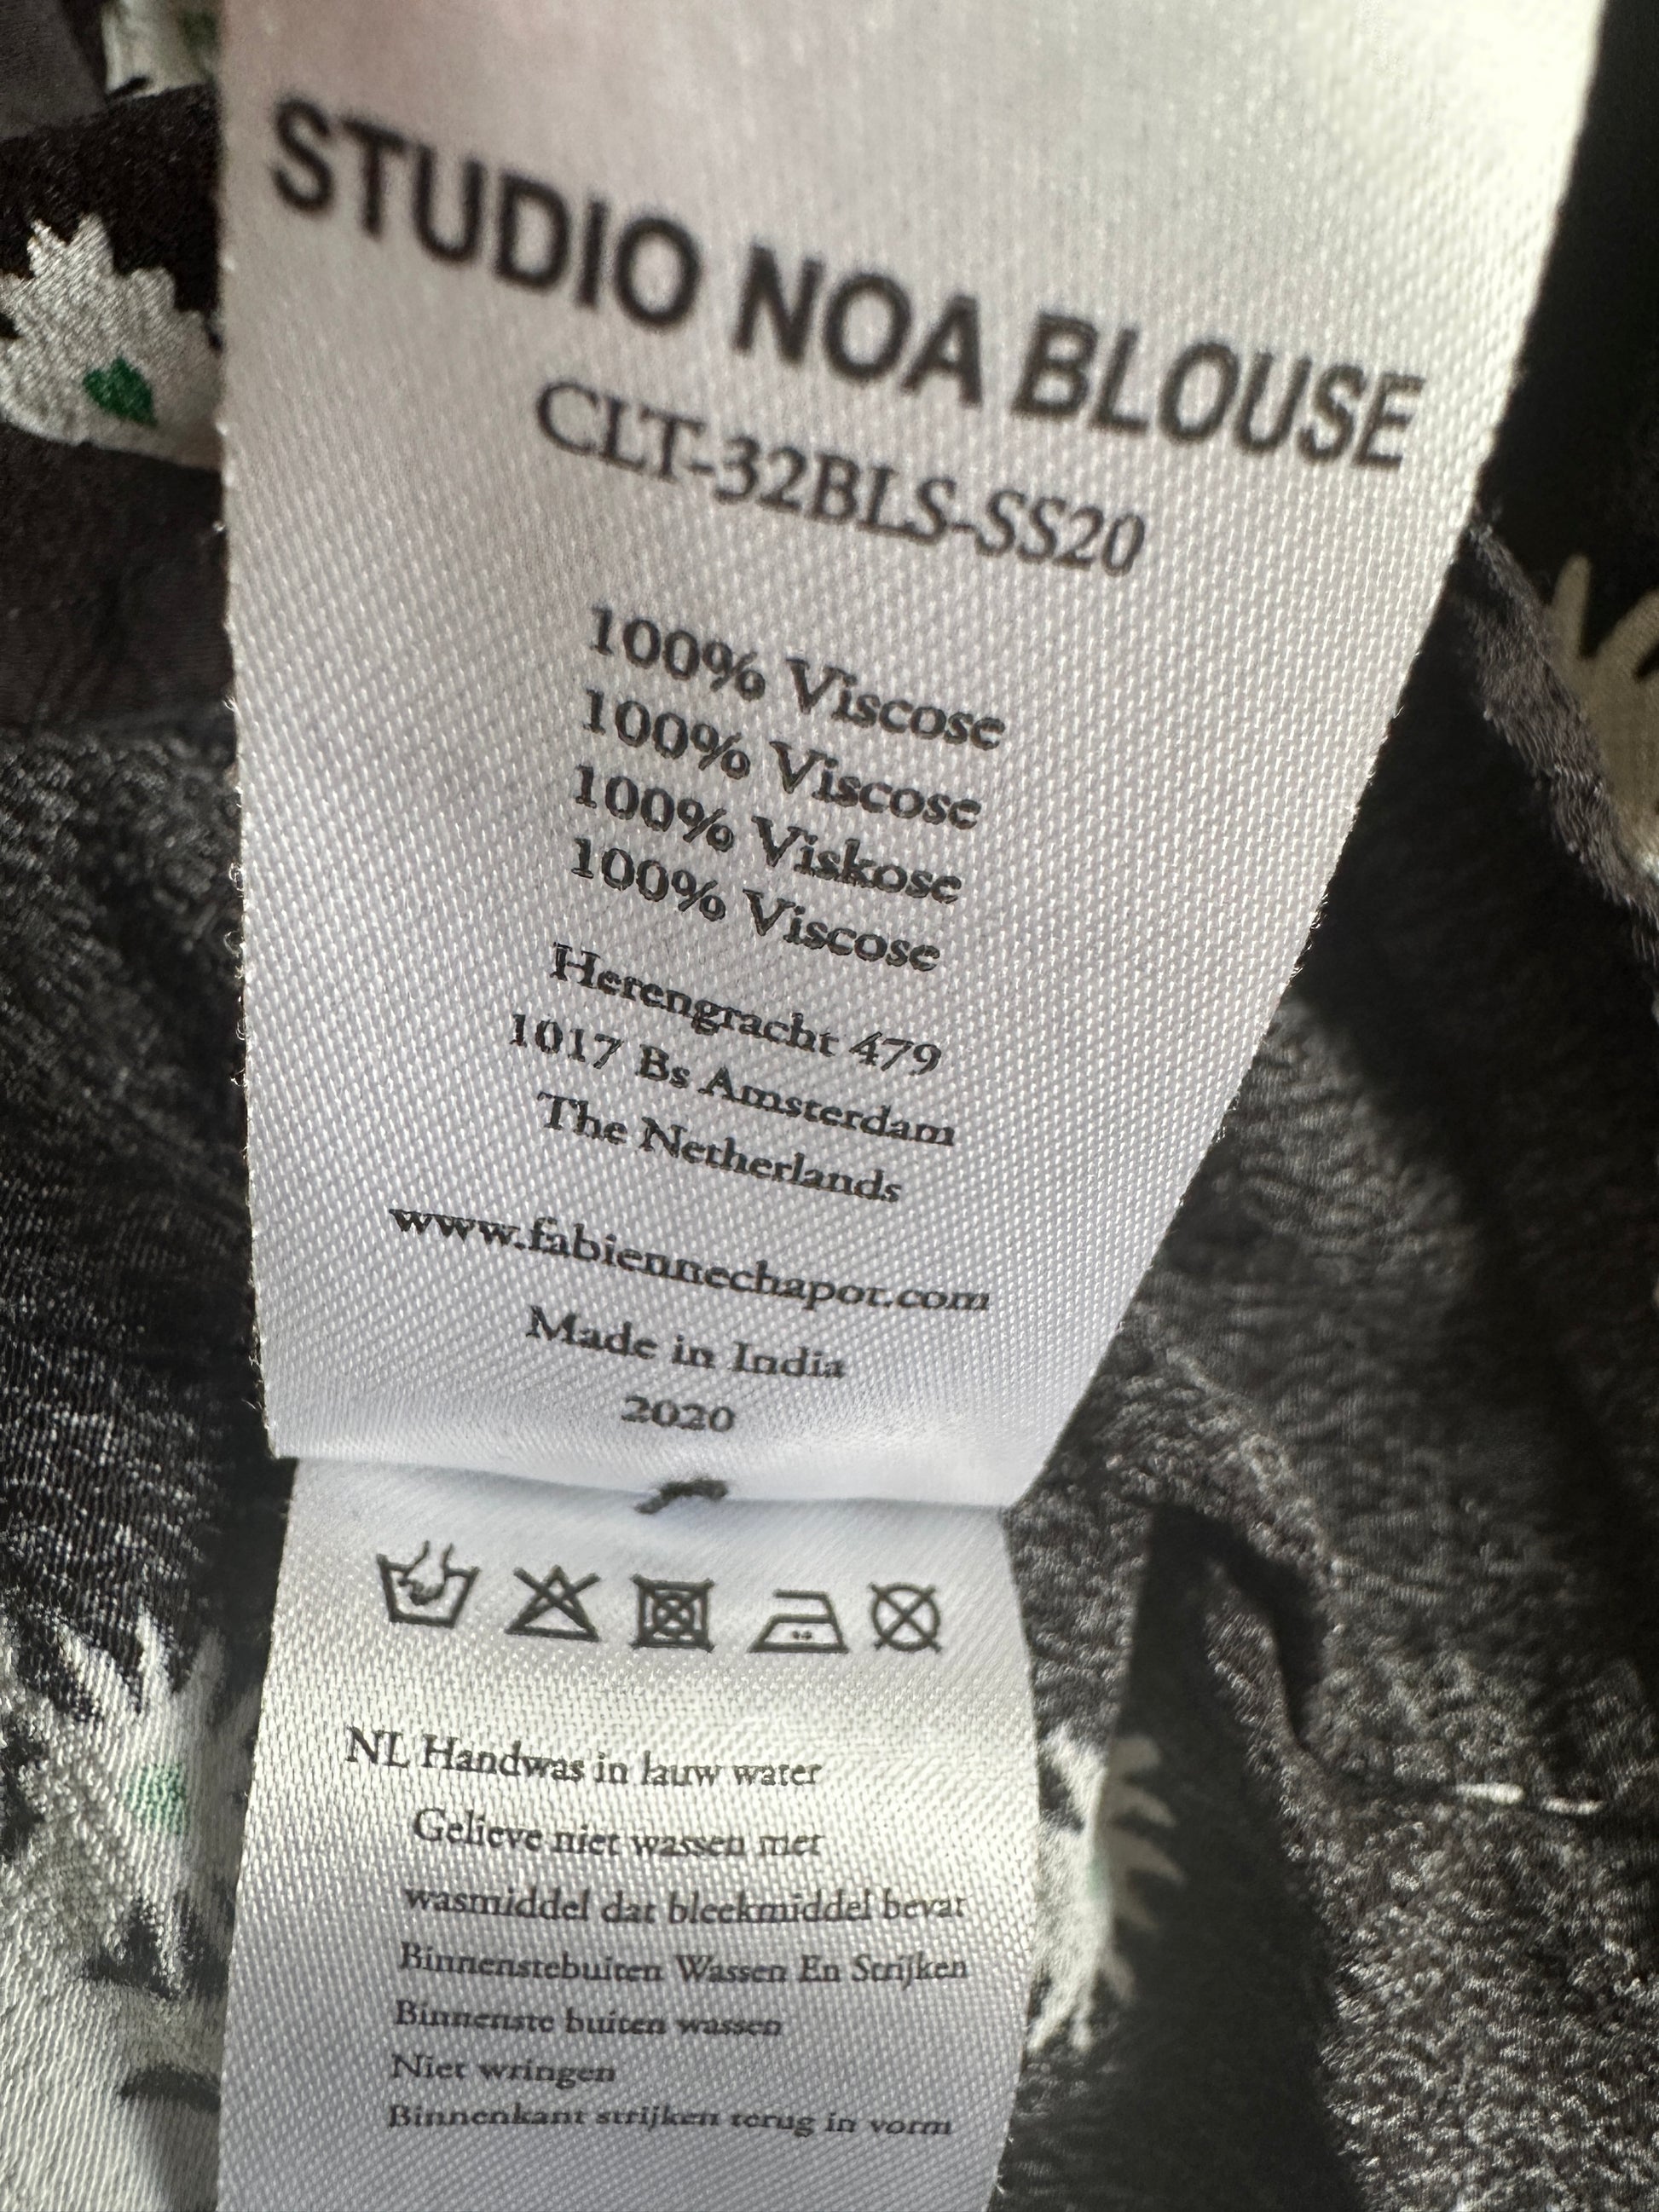 STUDIO NOA BLOUSE
CLT-32BLS-SS20
100% Viscose
100% Viscose
100% Viskose
100% Viscose
Herengracht 479
1017 Bs Amsterdam
The Netherlands
www.fabiennechapot.com
Made in India
2020
NL Handwas in lauw water
Gelieve niet wassen met
wasmiddel dat bleekmiddel bevat
Binnenstebuiten Wassen En Strijken
Binnenste buiten wassen
Niet wringen
Binnenkant strijken terug in vorm